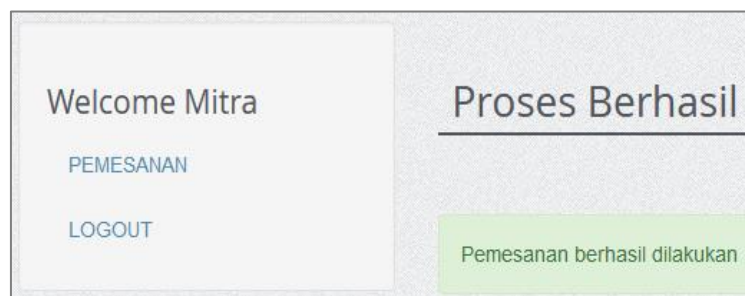 Welcome Mitra
PEMESANAN
LOGOUT
Proses Berhasil
Pemesanan berhasil dilakukan